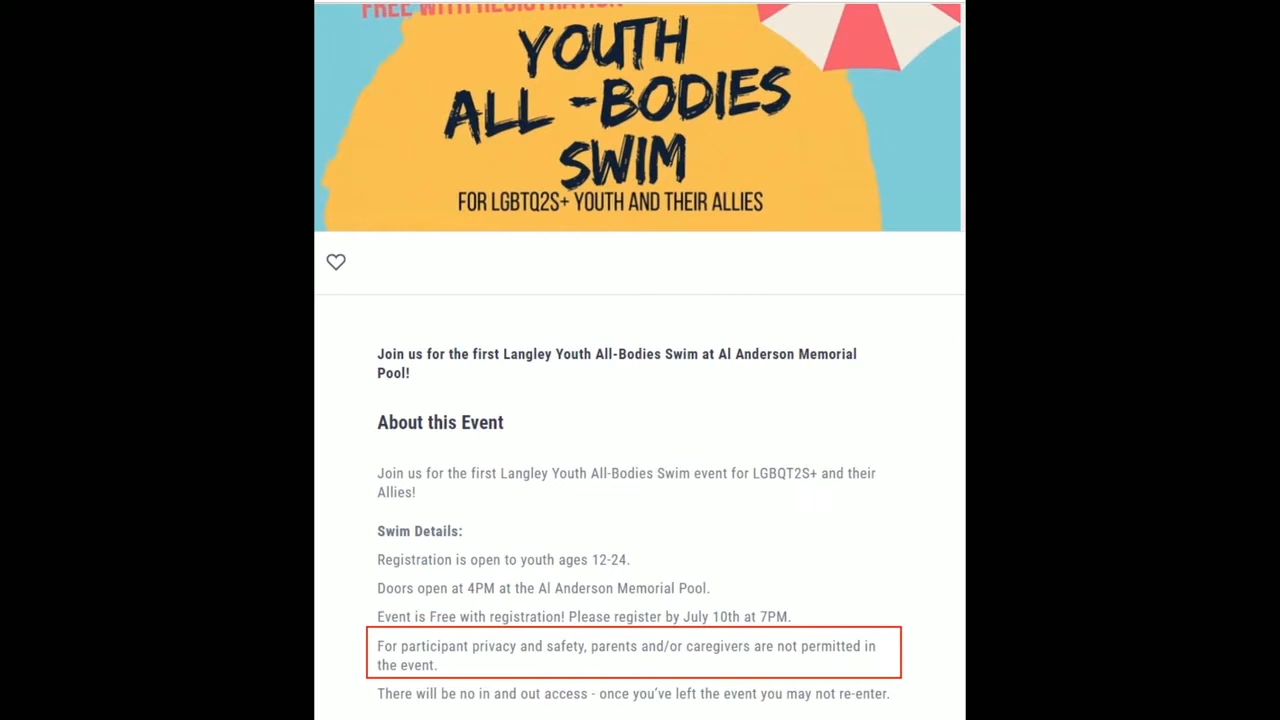 FREE WITH REGISTRATION
YOUTH
ALL-BODIES
SWIM
FOR LGBTQ2S+ YOUTH AND THEIR ALLIES
Join us for the first Langley Youth All-Bodies Swim at Al Anderson Memorial
Pool!
About this Event
Join us for the first Langley Youth All-Bodies Swim event for LGBQT2S+ and their
Allies!
Swim Details:
Registration is open to youth ages 12-24.
Doors open at 4PM at the Al Anderson Memorial Pool.
Event is Free with registration! Please register by July 10th at 7PM.
For participant privacy and safety, parents and/or caregivers are not permitted in
the event.
There will be no in and out access - once you've left the event you may not re-enter.